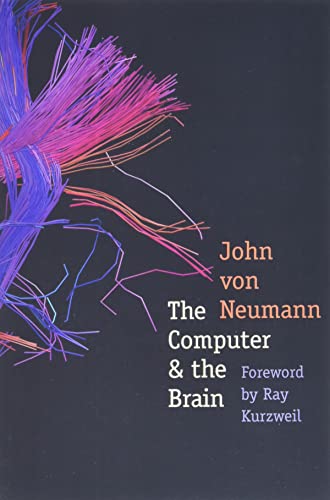 John
von
Neumann
The
Computer
& the
Brain
Foreword
by Ray
Kurzweil